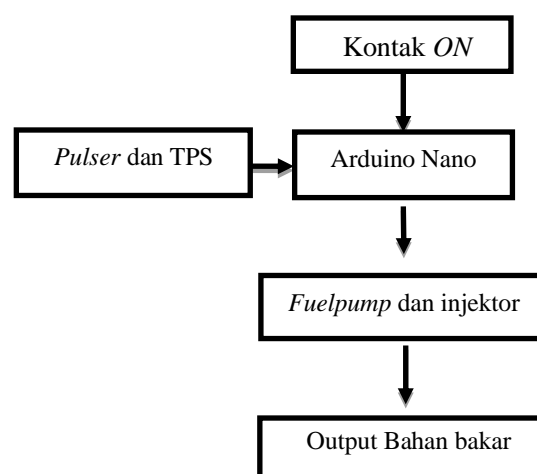 Kontak ON
Pulser dan TPS
Arduino Nano
Fuelpump dan injektor
Output Bahan bakar